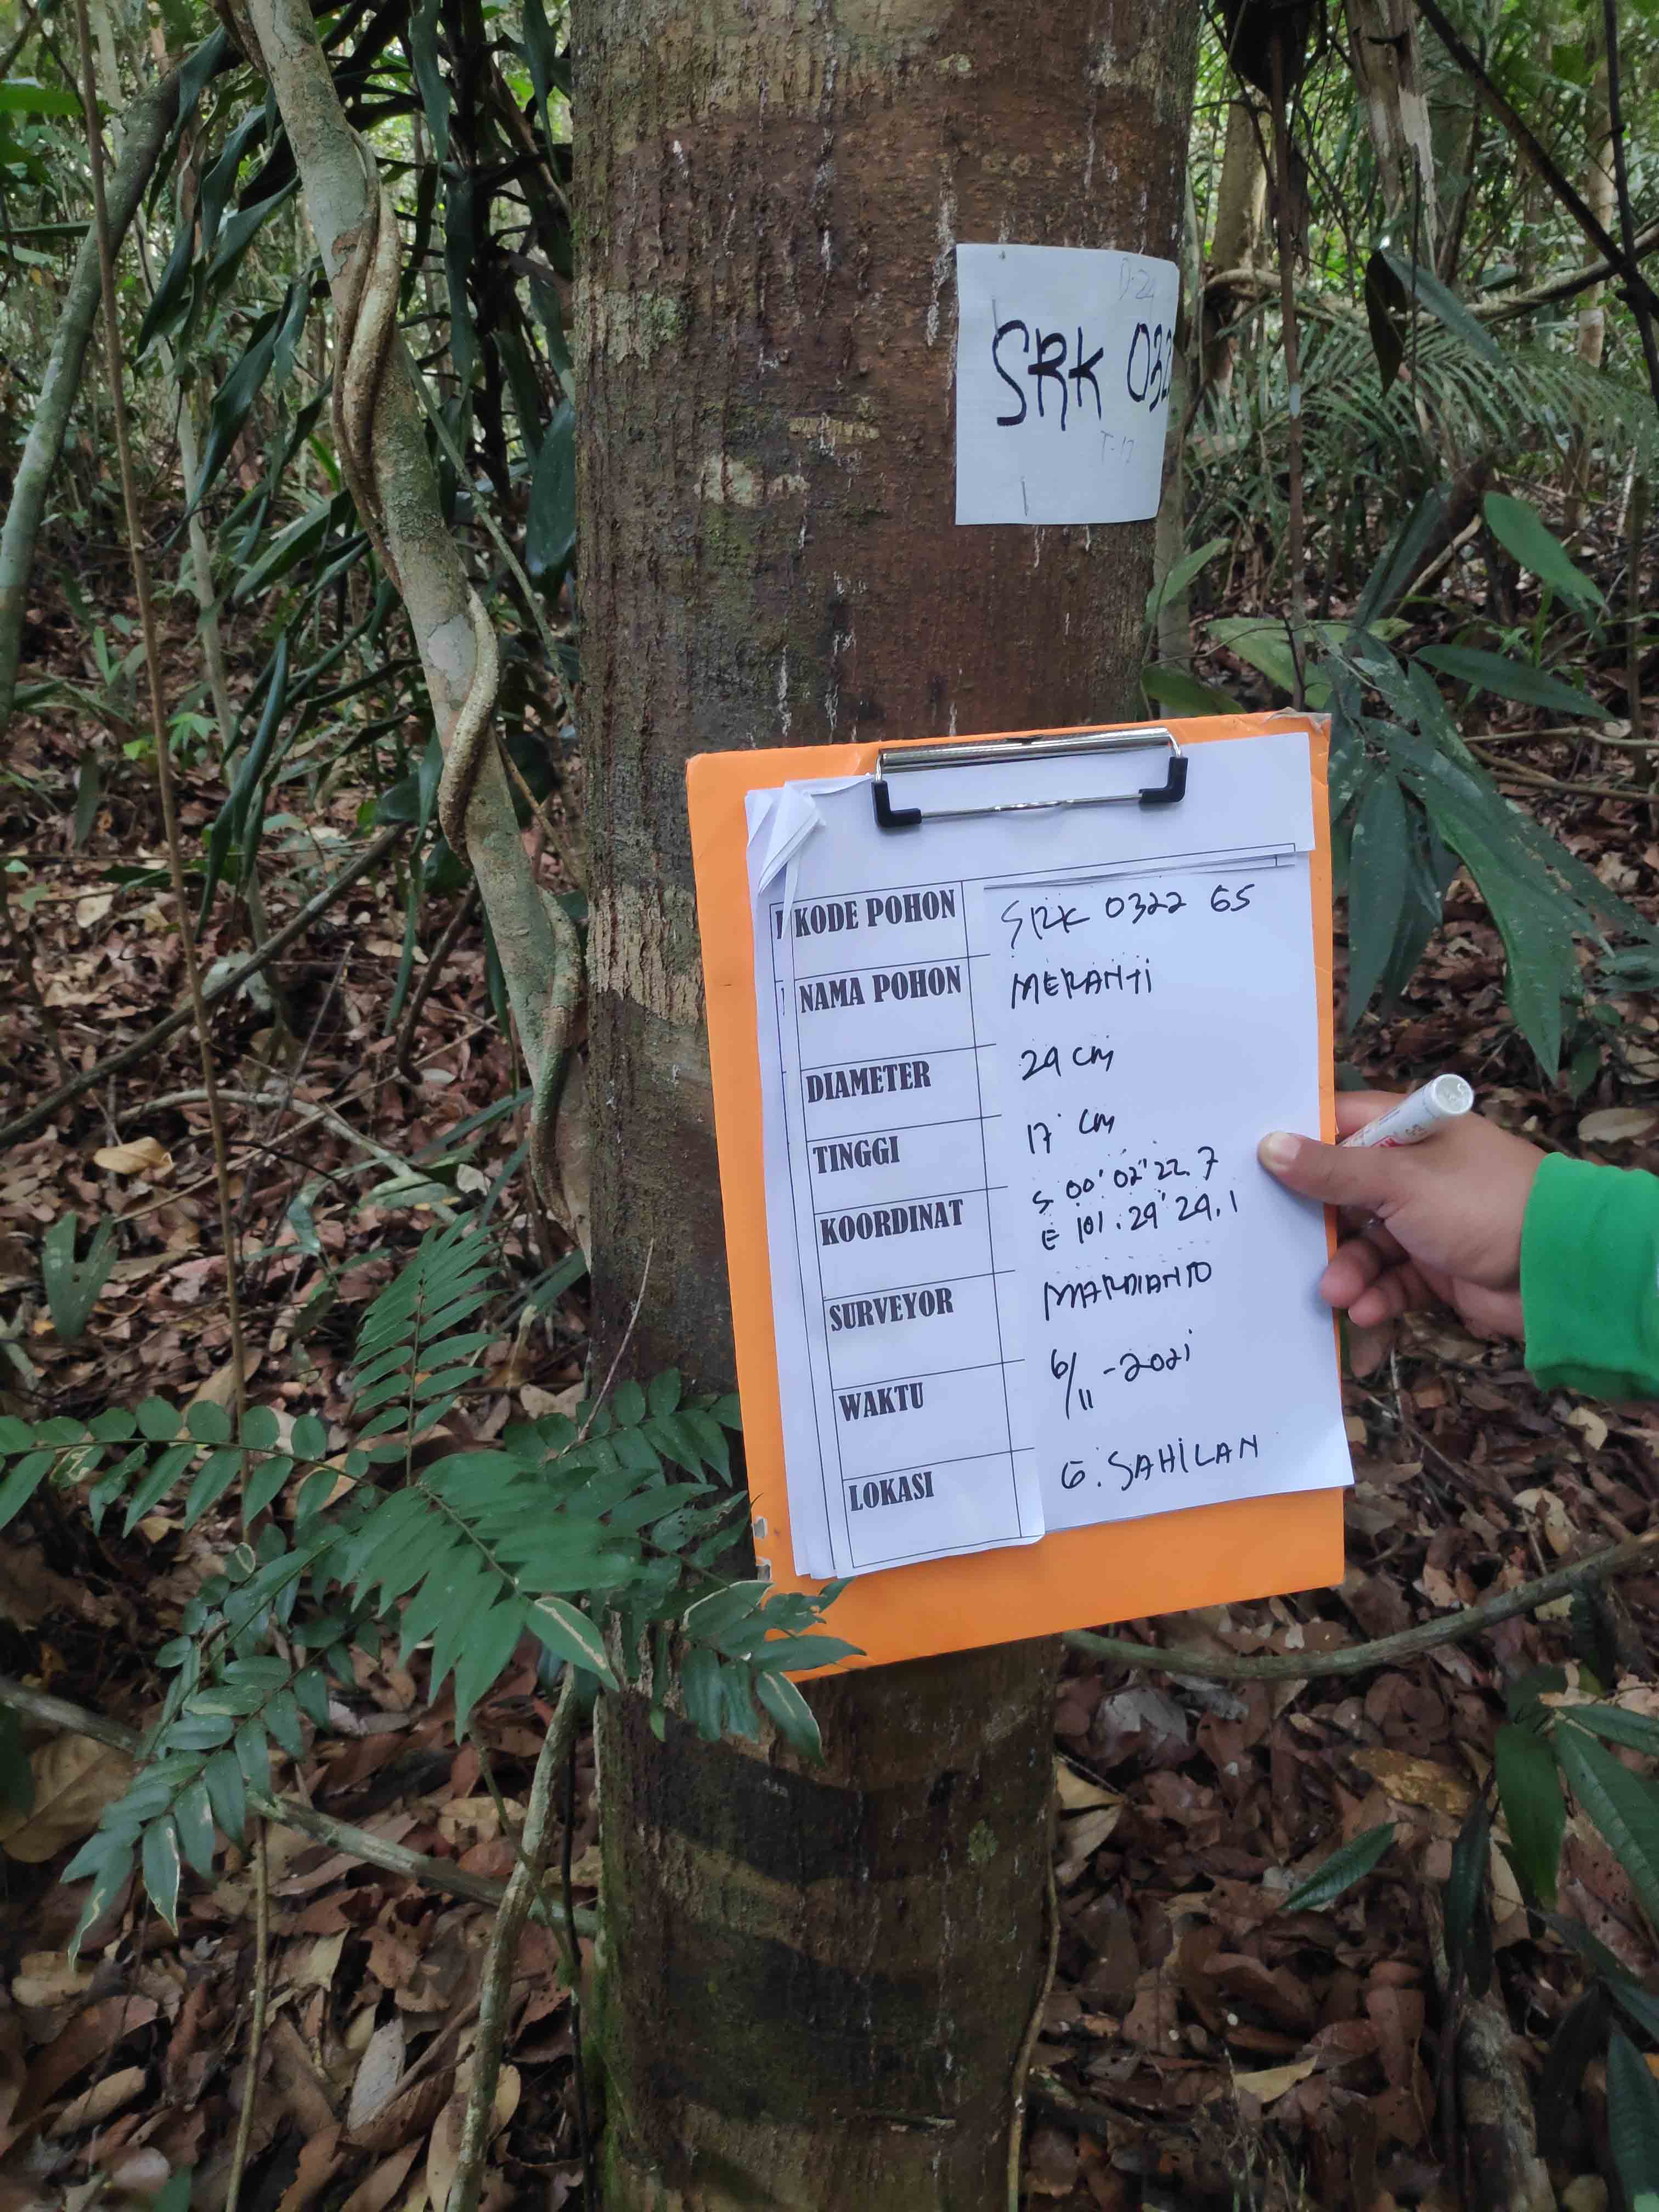 D-24
SRK 032
T-17
KODE POHON SRK 0322 65
NAMA POHON MERANTI
DIAMETER 24 cm
TINGGI 17 cm
KOORDINAT S 00' 02" 22.7
E 101. 29' 29.1
SURVEYOR MARDIANTO
WAKTU 6/11 - 2021
LOKASI G. SAHILAN